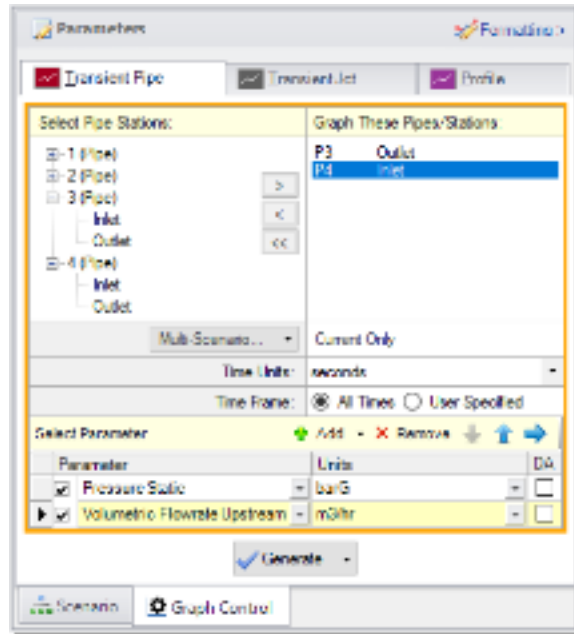 Parameters Formatting >
Transient Pipe Transient Jct Profile
Select Pipe Stations: Graph These Pipes/Stations:
1 (Pipe) P3 Outlet
2 (Pipe) P4 Inlet
3 (Pipe) >
Inlet <
Outlet <<
4 (Pipe)
Inlet
Outlet
Multi-Scenario... Current Only
Time Units: seconds
Time Frame: All Times User Specified
Select Parameter Add Remove
Parameter Units DA
Pressure Static barG
Volumetric Flowrate Upstream m3/hr
Generate
Scenario Graph Control